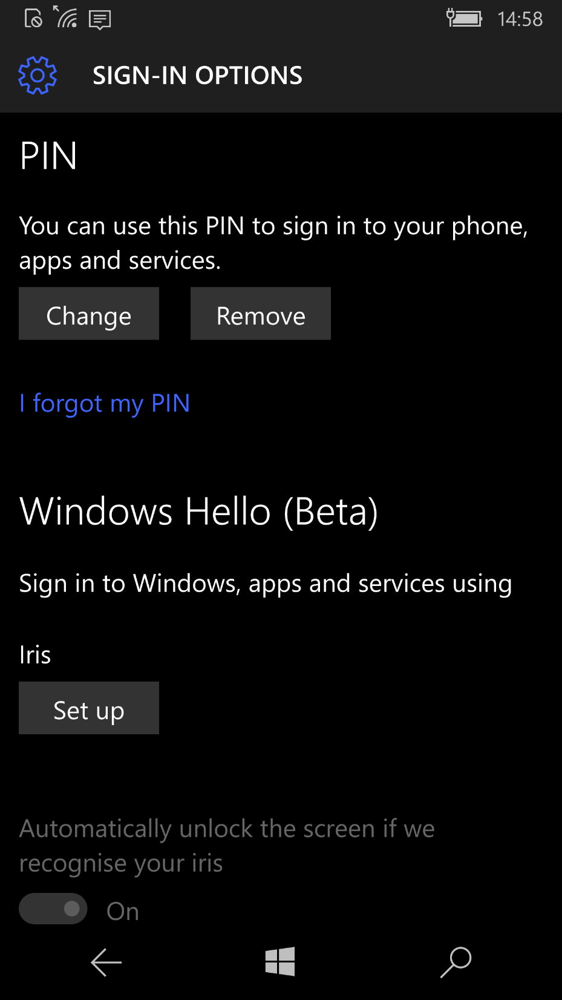 14:58
SIGN-IN OPTIONS
PIN
You can use this PIN to sign in to your phone,
apps and services.
Change Remove
I forgot my PIN
Windows Hello (Beta)
Sign in to Windows, apps and services using
Iris
Set up
Automatically unlock the screen if we
recognise your iris
On